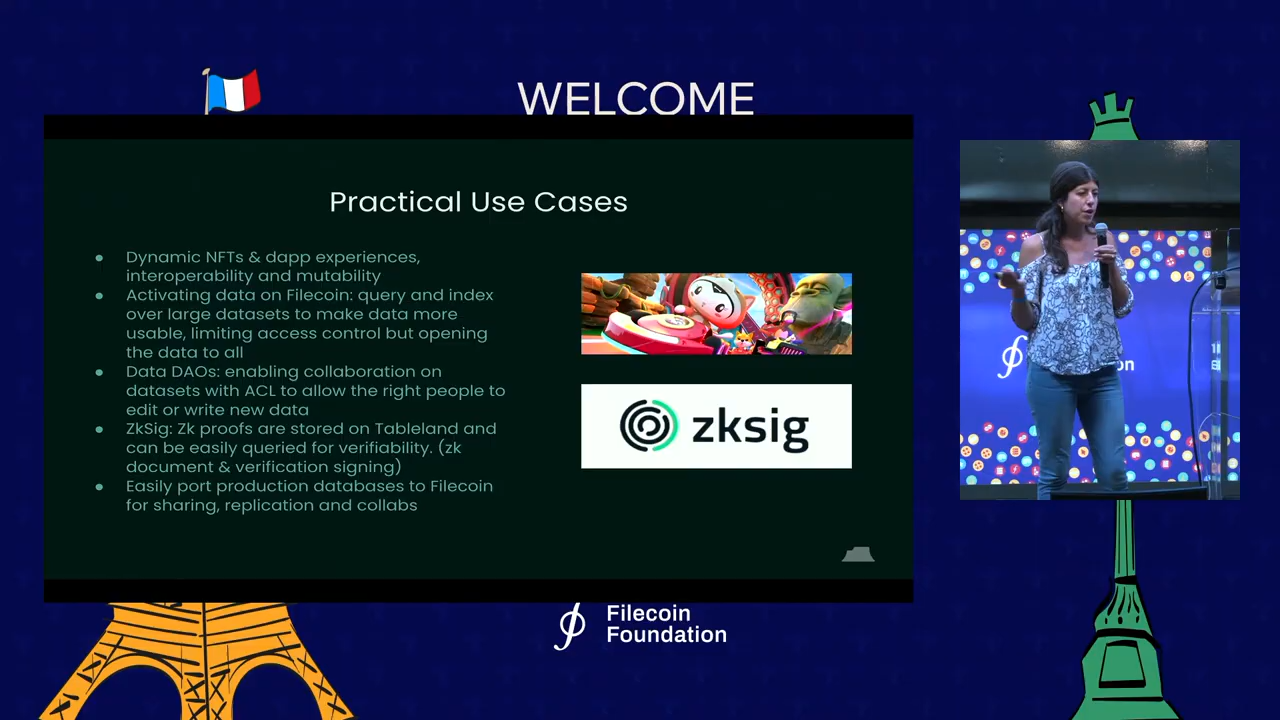 WELCOME
Practical Use Cases
● Dynamic NFTs & dapp experiences,
interoperability and mutability
● Activating data on Filecoin: query and index
over large datasets to make data more
usable, limiting access control but opening
the data to all
● Data DAOs: enabling collaboration on
datasets with ACL to allow the right people to
edit or write new data
● ZkSig: Zk proofs are stored on Tableland and
can be easily queried for verifiability. (zk
document & verification signing)
● Easily port production databases to Filecoin
for sharing, replication and collabs
zksig
Filecoin
Foundation